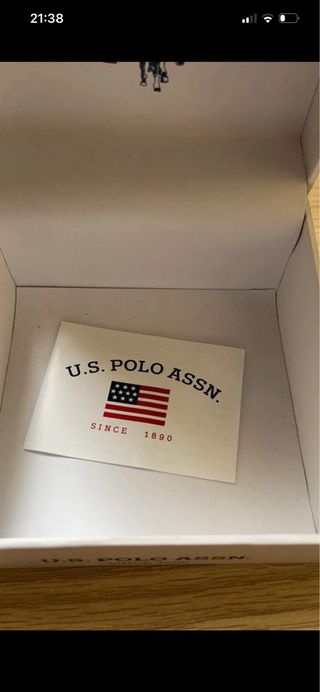 21:38
U.S. POLO ASSN.
SINCE 1890
U.S. POLO ASSN.